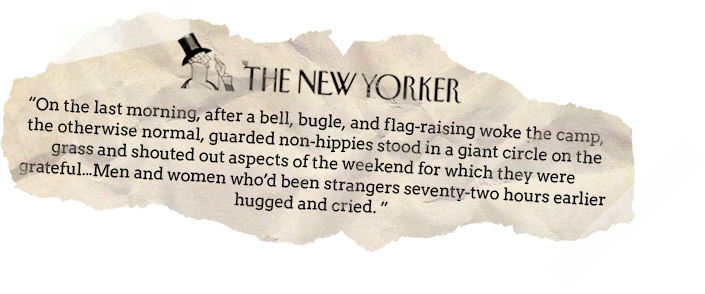 THE NEW YORKER
“On the last morning, after a bell, bugle, and flag-raising woke the camp,
the otherwise normal, guarded non-hippies stood in a giant circle on the
grass and shouted out aspects of the weekend for which they were
grateful...Men and women who’d been strangers seventy-two hours earlier
hugged and cried. ”